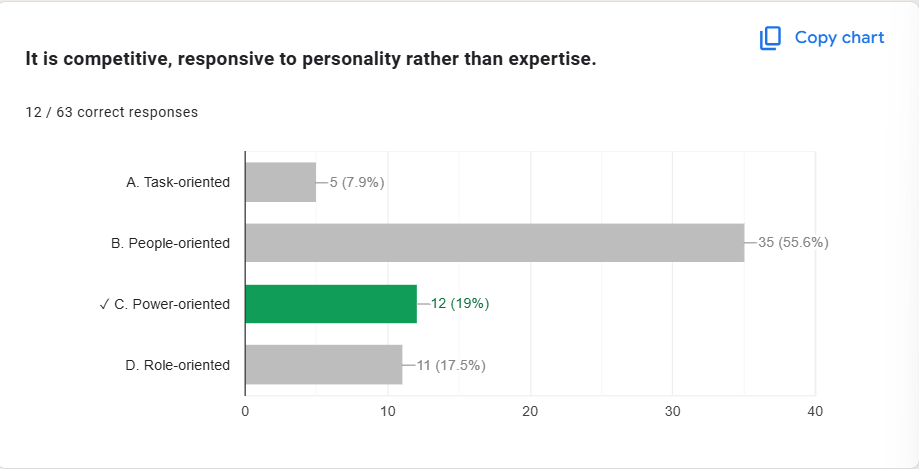 Copy chart
It is competitive, responsive to personality rather than expertise.
12 / 63 correct responses
A. Task-oriented 5 (7.9%)
B. People-oriented 35 (55.6%)
✓ C. Power-oriented 12 (19%)
D. Role-oriented 11 (17.5%)
0 10 20 30 40